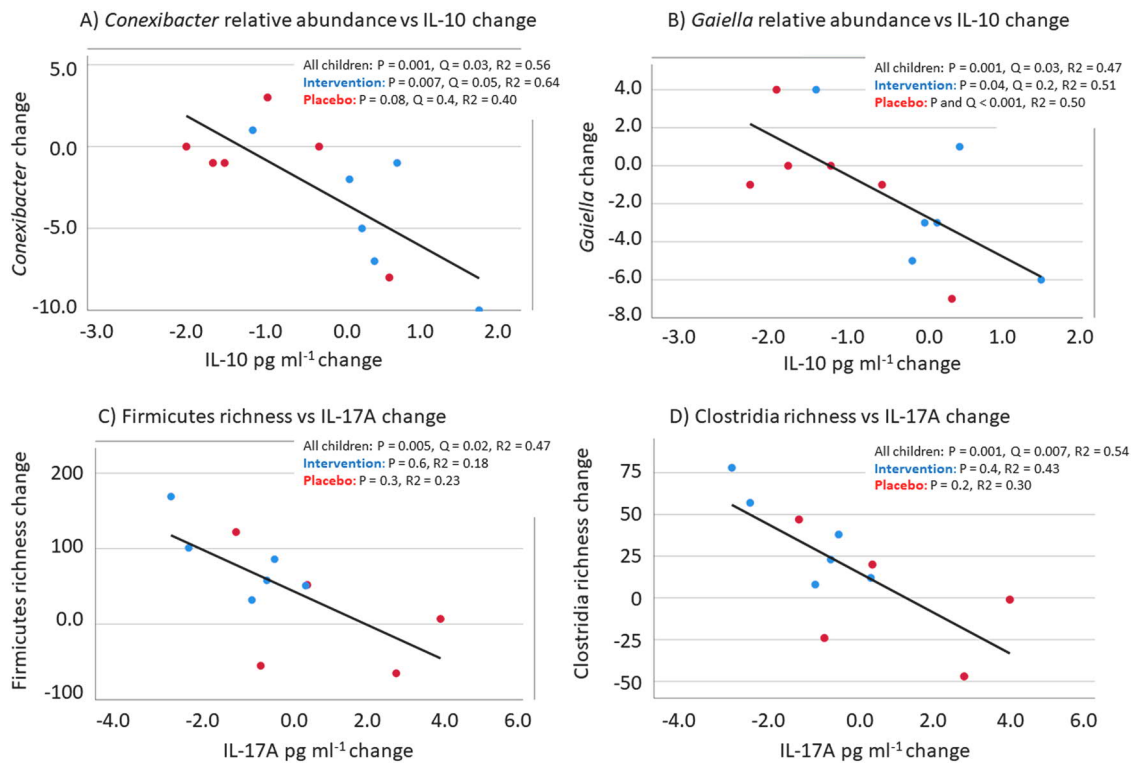 A) Conexibacter relative abundance vs IL-10 change
All children: P = 0.001, Q = 0.03, R2 = 0.56
Intervention: P = 0.007, Q = 0.05, R2 = 0.64
Placebo: P = 0.08, Q = 0.4, R2 = 0.40
Conexibacter change
5.0
0.0
-5.0
-10.0
-3.0 -2.0 -1.0 0.0 1.0 2.0
IL-10 pg ml⁻¹ change
B) Gaiella relative abundance vs IL-10 change
All children: P = 0.001, Q = 0.03, R2 = 0.47
Intervention: P = 0.04, Q = 0.2, R2 = 0.51
Placebo: P and Q < 0.001, R2 = 0.50
Gaiella change
4.0
2.0
0.0
-2.0
-4.0
-6.0
-8.0
-3.0 -2.0 -1.0 0.0 1.0 2.0
IL-10 pg ml⁻¹ change
C) Firmicutes richness vs IL-17A change
All children: P = 0.005, Q = 0.02, R2 = 0.47
Intervention: P = 0.6, R2 = 0.18
Placebo: P = 0.3, R2 = 0.23
Firmicutes richness change
200
100
0.0
-100
-4.0 -2.0 0.0 2.0 4.0 6.0
IL-17A pg ml⁻¹ change
D) Clostridia richness vs IL-17A change
All children: P = 0.001, Q = 0.007, R2 = 0.54
Intervention: P = 0.4, R2 = 0.43
Placebo: P = 0.2, R2 = 0.30
Clostridia richness change
75
50
25
0
-25
-50
-4.0 -2.0 0.0 2.0 4.0 6.0
IL-17A pg ml⁻¹ change